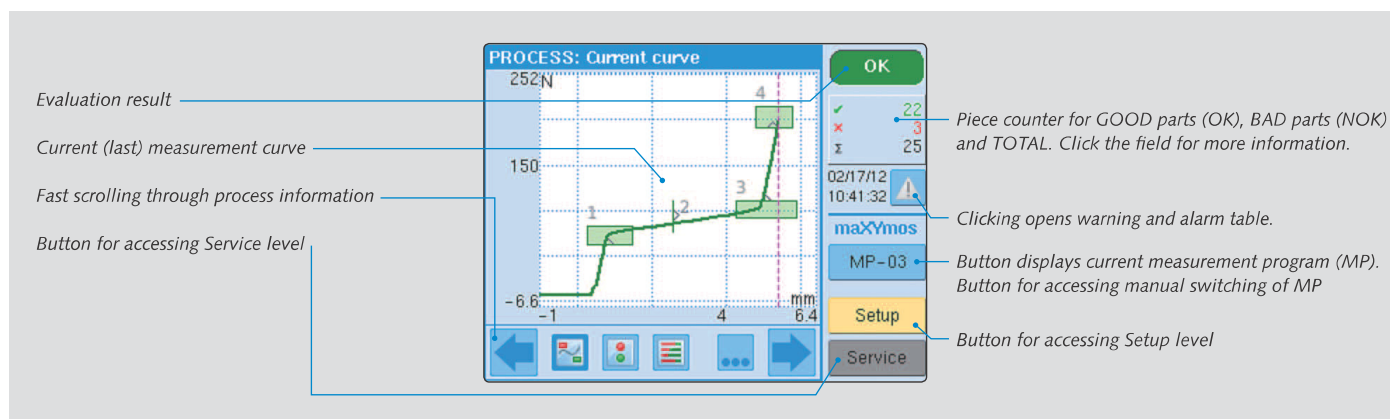 Evaluation result
Current (last) measurement curve
Fast scrolling through process information
Button for accessing Service level
PROCESS: Current curve
252 N
150
-6.6
-1
4
6.4
mm
1
2
3
4
OK
✔ 22
✗ 3
Σ 25
02/17/12
10:41:32
maXYmos
MP-03
Setup
Service
Piece counter for GOOD parts (OK), BAD parts (NOK)
and TOTAL. Click the field for more information.
Clicking opens warning and alarm table.
Button displays current measurement program (MP).
Button for accessing manual switching of MP
Button for accessing Setup level